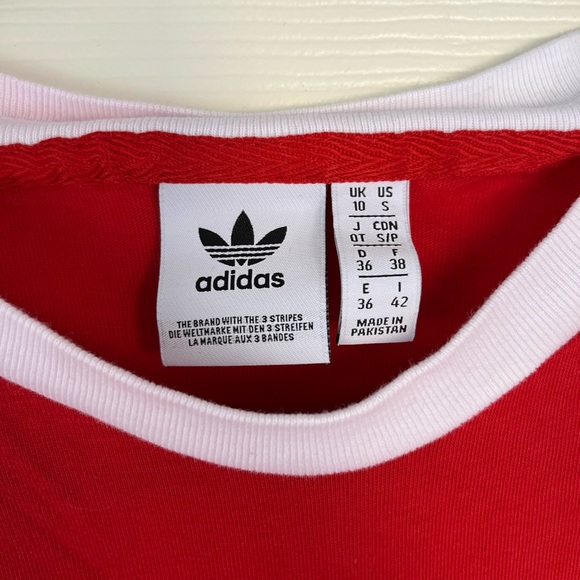 adidas
THE BRAND WITH THE 3 STRIPES
DIE WELTMARKE MIT DEN 3 STREIFEN
LA MARQUE AUX 3 BANDES
UK US
10 S
J CDN
OT S/P
D F
36 38
E I
36 42
MADE IN
PAKISTAN